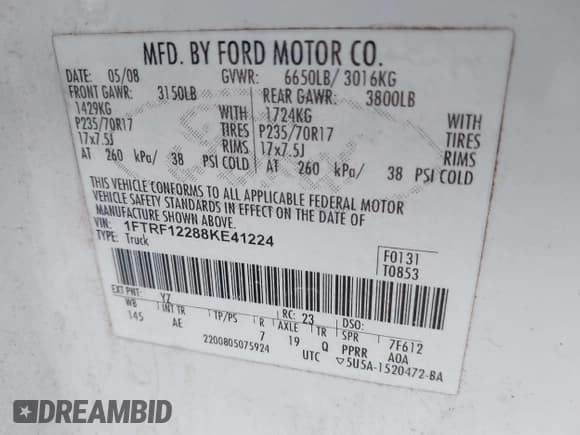 MFD. BY FORD MOTOR CO.
DATE: 05/08 GVWR: 6650LB/ 3016KG
FRONT GAWR: 3150LB REAR GAWR: 3800LB
1429KG WITH 1724KG WITH
P235/70R17 TIRES P235/70R17 TIRES
17x7.5J RIMS 17x7.5J RIMS
AT 260 kPa/ 38 PSI COLD AT 260 kPa/ 38 PSI COLD
THIS VEHICLE CONFORMS TO ALL APPLICABLE FEDERAL MOTOR
VEHICLE SAFETY STANDARDS IN EFFECT ON THE DATE OF
MANUFACTURE SHOWN ABOVE.
VIN: 1FTRF12288KE41224
TYPE: Truck
F0131
T0853
EXT PNT: YZ RC: 23 DSO:
WB INT TR TP/PS R AXLE TR SPR 7F612
145 AE 7 19 Q PPRR AOA
2200805075924 UTC ▽5U5A-1520472-BA
DREAMBID